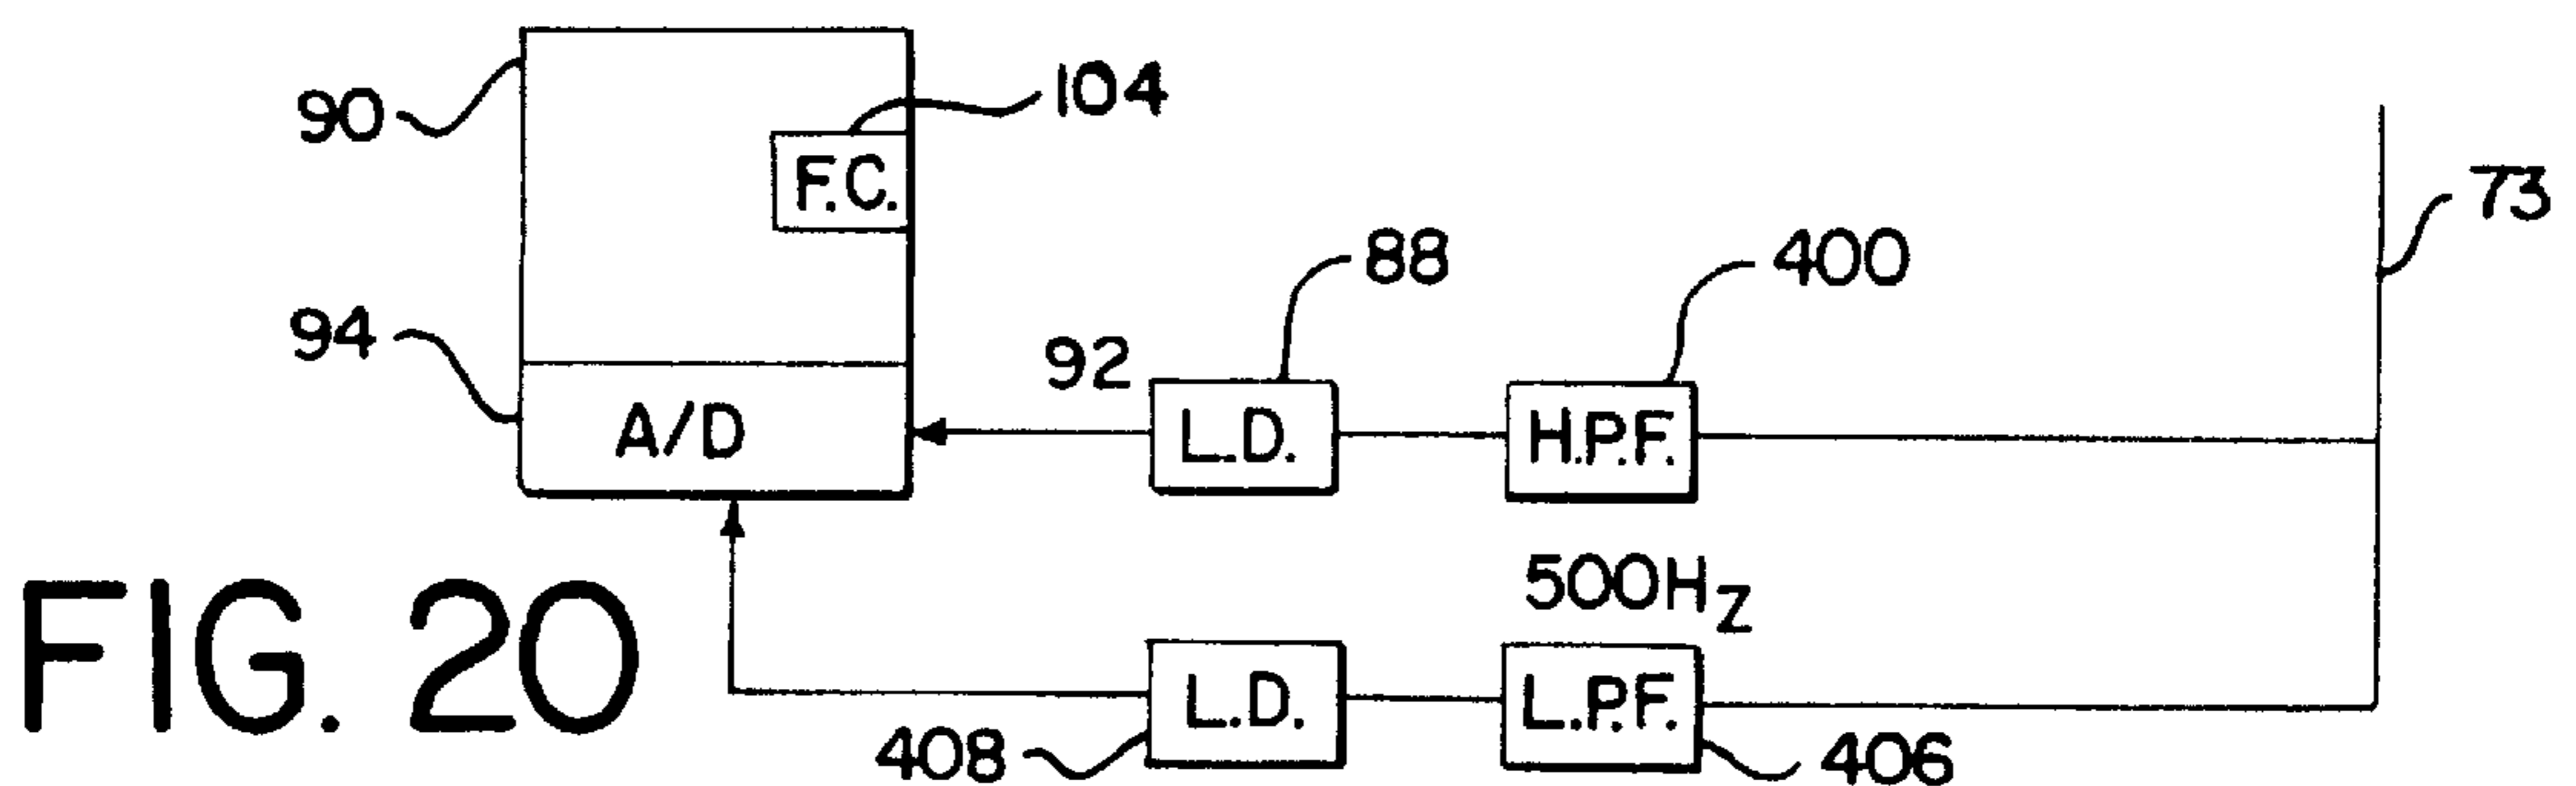 90
104
F.C.
73
88
400
94
92
A/D
L.D.
H.P.F.
500Hz
L.D.
L.P.F.
408
406
FIG. 20